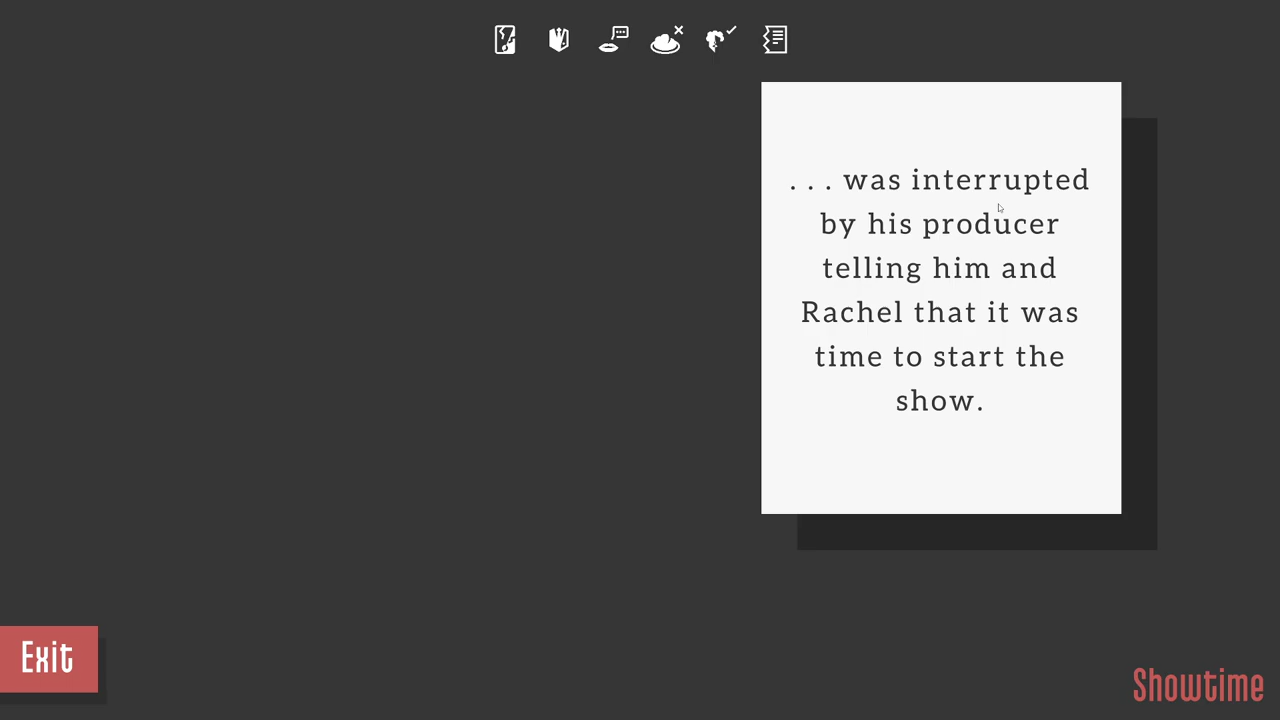 . . . was interrupted
by his producer
telling him and
Rachel that it was
time to start the
show.
Exit
Showtime